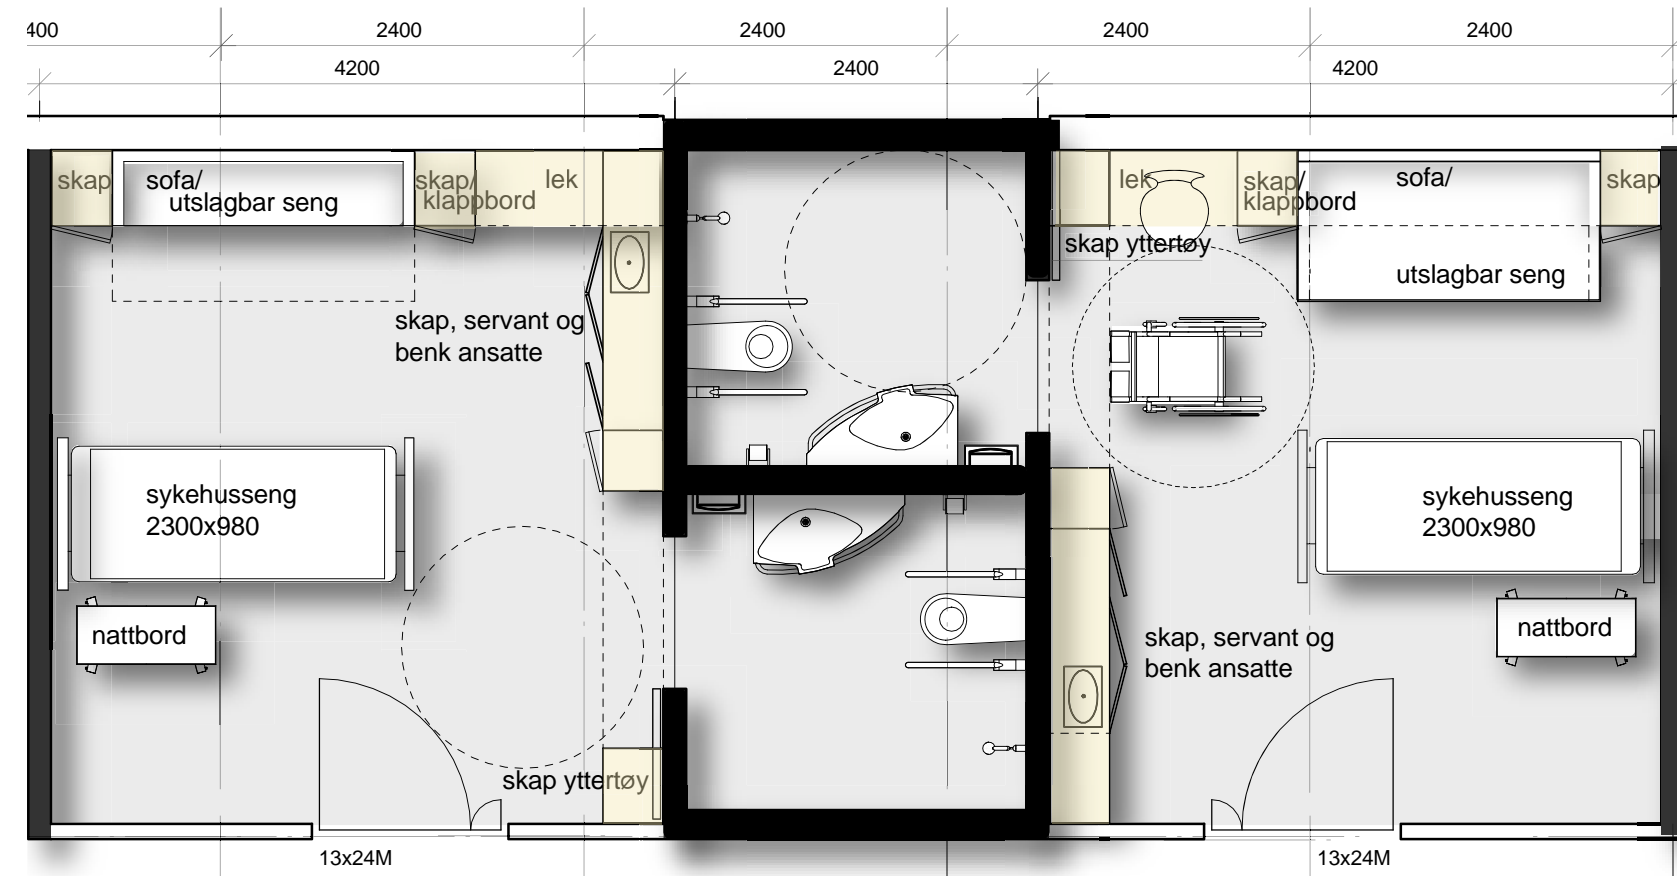 400
2400
2400
2400
2400
4200
2400
4200
skap
sofa/
utslagbar seng
skap/
klappbord
lek
lek
skap/
klappbord
sofa/
skap
skap yttertøy
utslagbar seng
skap, servant og
benk ansatte
sykehusseng
2300x980
sykehusseng
2300x980
nattbord
nattbord
skap, servant og
benk ansatte
skap yttertøy
13x24M
13x24M